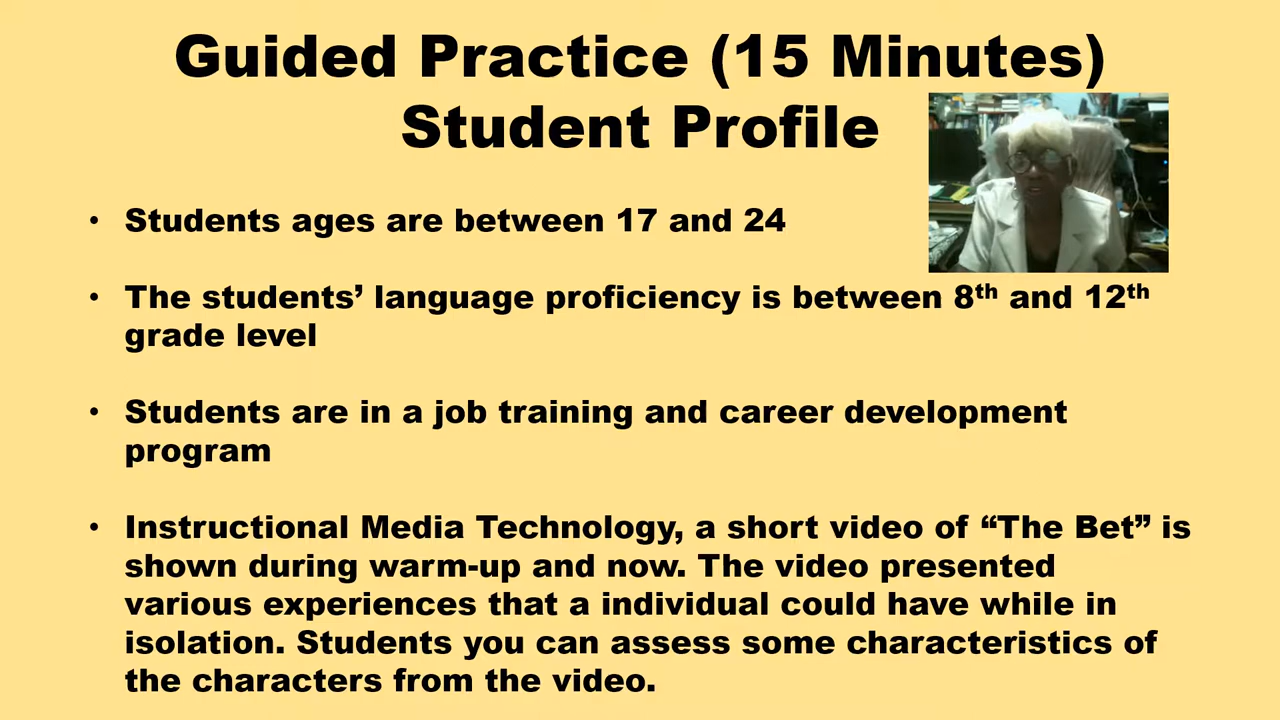 Guided Practice (15 Minutes)
Student Profile
• Students ages are between 17 and 24
• The students’ language proficiency is between 8th and 12th
grade level
• Students are in a job training and career development
program
• Instructional Media Technology, a short video of “The Bet” is
shown during warm-up and now. The video presented
various experiences that a individual could have while in
isolation. Students you can assess some characteristics of
the characters from the video.